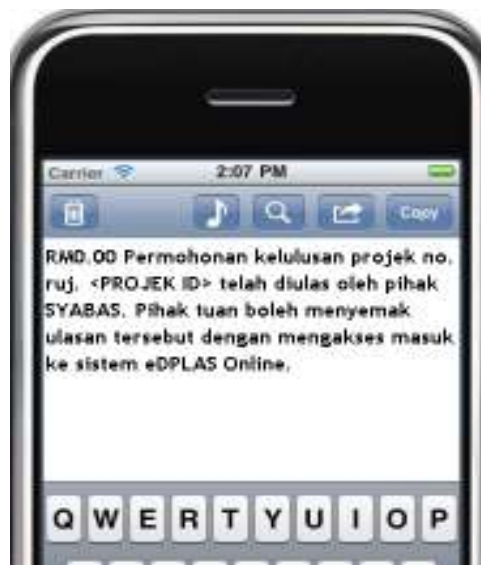 Carrier 2:07 PM
Copy
RM0.00 Permohonan kelulusan projek no.
ruj. <PROJEK ID> telah diulas oleh pihak
SYABAS. Pihak tuan boleh menyemak
ulasan tersebut dengan mengakses masuk
ke sistem eDPLAS Online.
Q W E R T Y U I O P